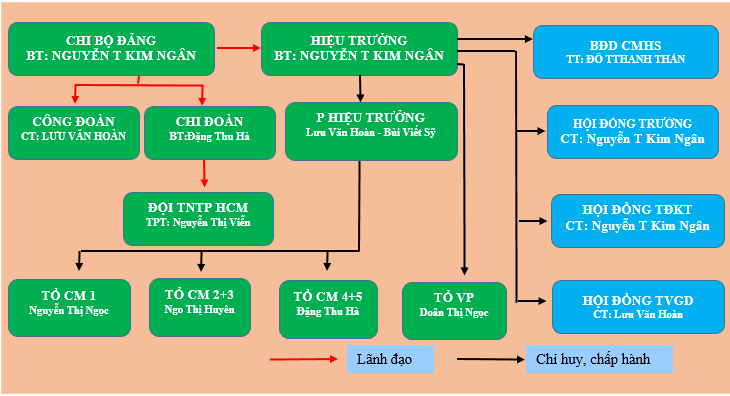 CHI BỘ ĐẢNG
BT: NGUYỄN T KIM NGÂN
HIỆU TRƯỞNG
BT: NGUYỄN T KIM NGÂN
BĐD CMHS
TT: ĐỖ TTHANH THẢN
CÔNG ĐOÀN
CT: LƯU VĂN HOÀN
CHI ĐOÀN
BT:Đặng Thu Hà
P HIỆU TRƯỞNG
Lưu Văn Hoàn - Bùi Viết Sỹ
HỘI ĐỒNG TRƯỜNG
CT: Nguyễn T Kim Ngân
ĐỘI TNTP HCM
TPT: Nguyễn Thị Viễn
HỘI ĐỒNG TĐKT
CT: Nguyễn T Kim Ngân
TỔ CM 1
Nguyễn Thị Ngọc
TỔ CM 2+3
Ngo Thị Huyên
TỔ CM 4+5
Đặng Thu Hà
TỔ VP
Doãn Thị Ngọc
HỘI ĐỒNG TVGD
CT: Lưu Văn Hoàn
Lãnh đạo
Chỉ huy, chấp hành